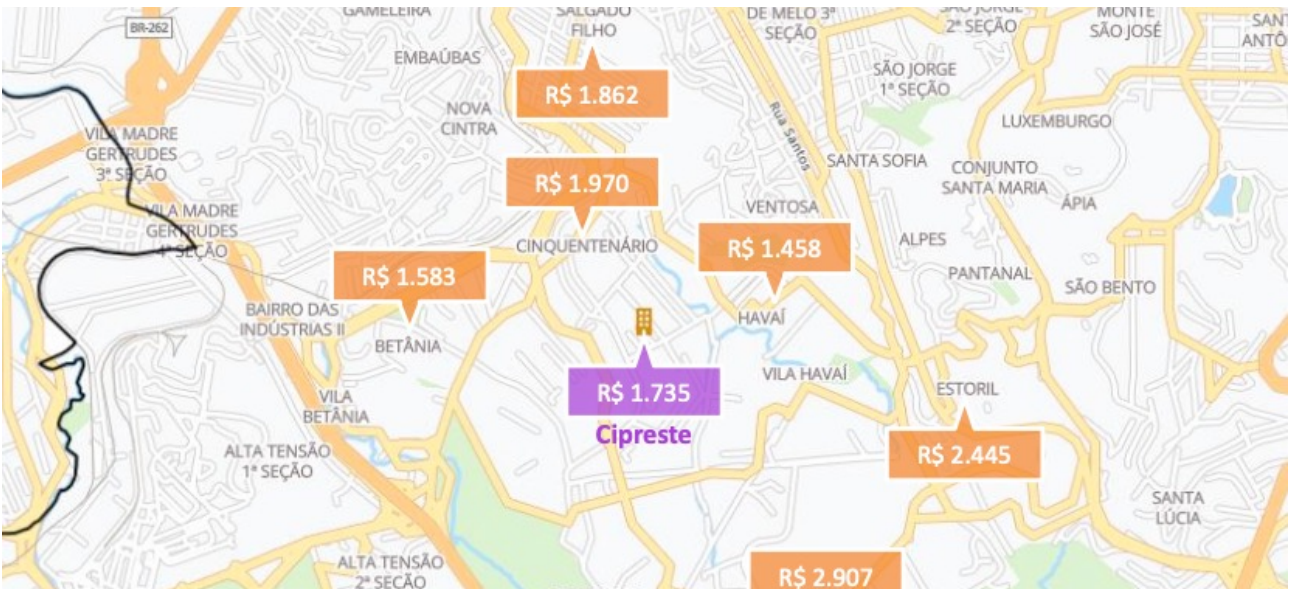 GAMELEIRA
SALGADO
FILHO
DE MELO 3ª
SEÇÃO
SÃO JORGE
2ª SEÇÃO
MONTE
SÃO JOSÉ
BR-262
EMBAÚBAS
SÃO JORGE
1ª SEÇÃO
R$ 1.862
NOVA
CINTRA
Rua Santos
LUXEMBURGO
VILA MADRE
GERTRUDES
3ª SEÇÃO
SANTA SOFIA
CONJUNTO
SANTA MARIA
R$ 1.970
ÁPIA
VILA MADRE
GERTRUDES
4ª SEÇÃO
VENTOSA
CINQUENTENÁRIO
R$ 1.458
ALPES
PANTANAL
SÃO BENTO
R$ 1.583
BAIRRO DAS
INDÚSTRIAS II
HAVAÍ
BETÂNIA
VILA HAVAÍ
R$ 1.735
Cipreste
ESTORIL
VILA
BETÂNIA
R$ 2.445
ALTA TENSÃO
1ª SEÇÃO
SANTA
LÚCIA
ALTA TENSÃO
2ª SEÇÃO
R$ 2.907